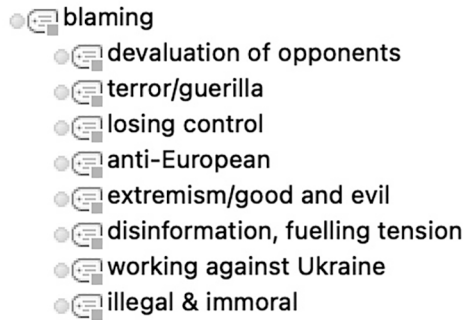 blaming
devaluation of opponents
terror/guerilla
losing control
anti-European
extremism/good and evil
disinformation, fuelling tension
working against Ukraine
illegal & immoral